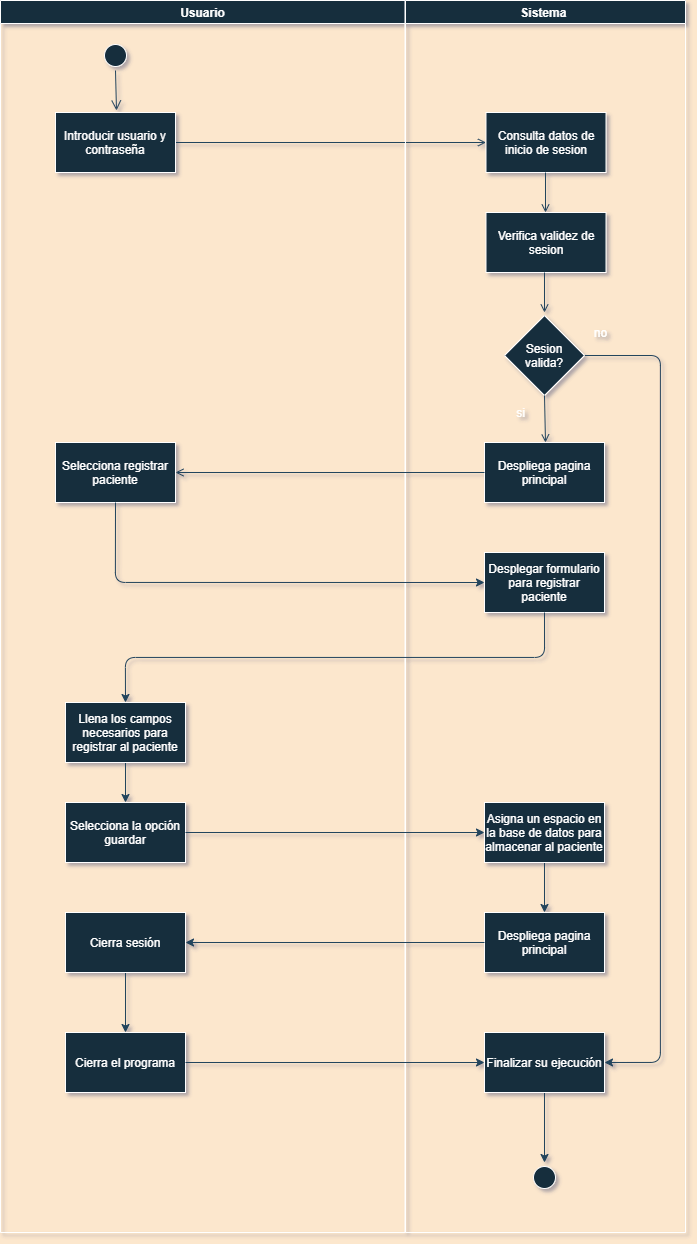 Usuario
Sistema
Introducir usuario y
contraseña
Consulta datos de
inicio de sesion
Verifica validez de
sesion
Sesion
valida?
no
si
Selecciona registrar
paciente
Despliega pagina
principal
Desplegar formulario
para registrar
paciente
Llena los campos
necesarios para
registrar al paciente
Selecciona la opción
guardar
Asigna un espacio en
la base de datos para
almacenar al paciente
Cierra sesión
Despliega pagina
principal
Cierra el programa
Finalizar su ejecución